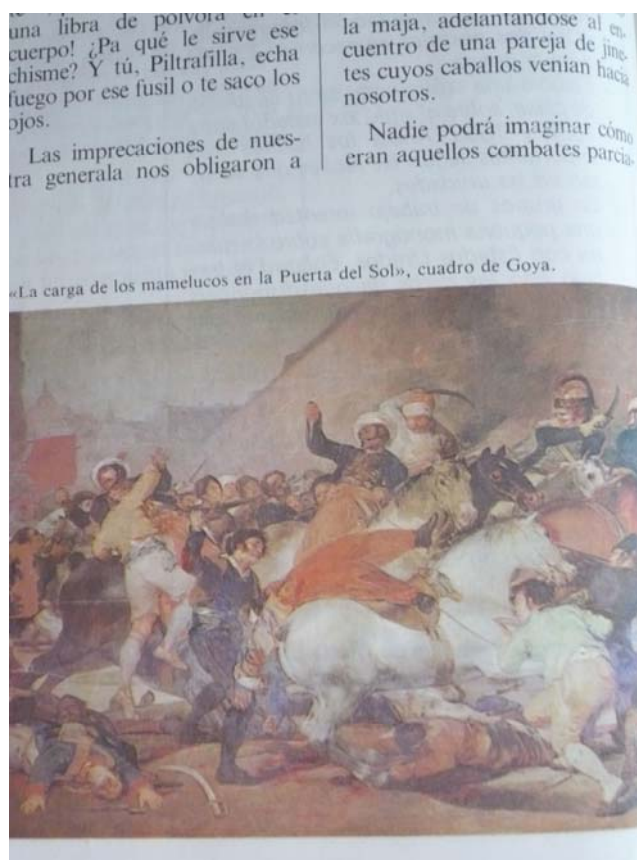 una libra de pólvora en el
cuerpo! ¿Pa qué le sirve ese
chisme? Y tú, Piltrafilla, echa
fuego por ese fusil o te saco los
ojos.
Las imprecaciones de nues-
tra generala nos obligaron a
la maja, adelantándose al en-
cuentro de una pareja de jine-
tes cuyos caballos venían hacia
nosotros.
Nadie podrá imaginar cómo
eran aquellos combates parcia-
«La carga de los mamelucos en la Puerta del Sol», cuadro de Goya.